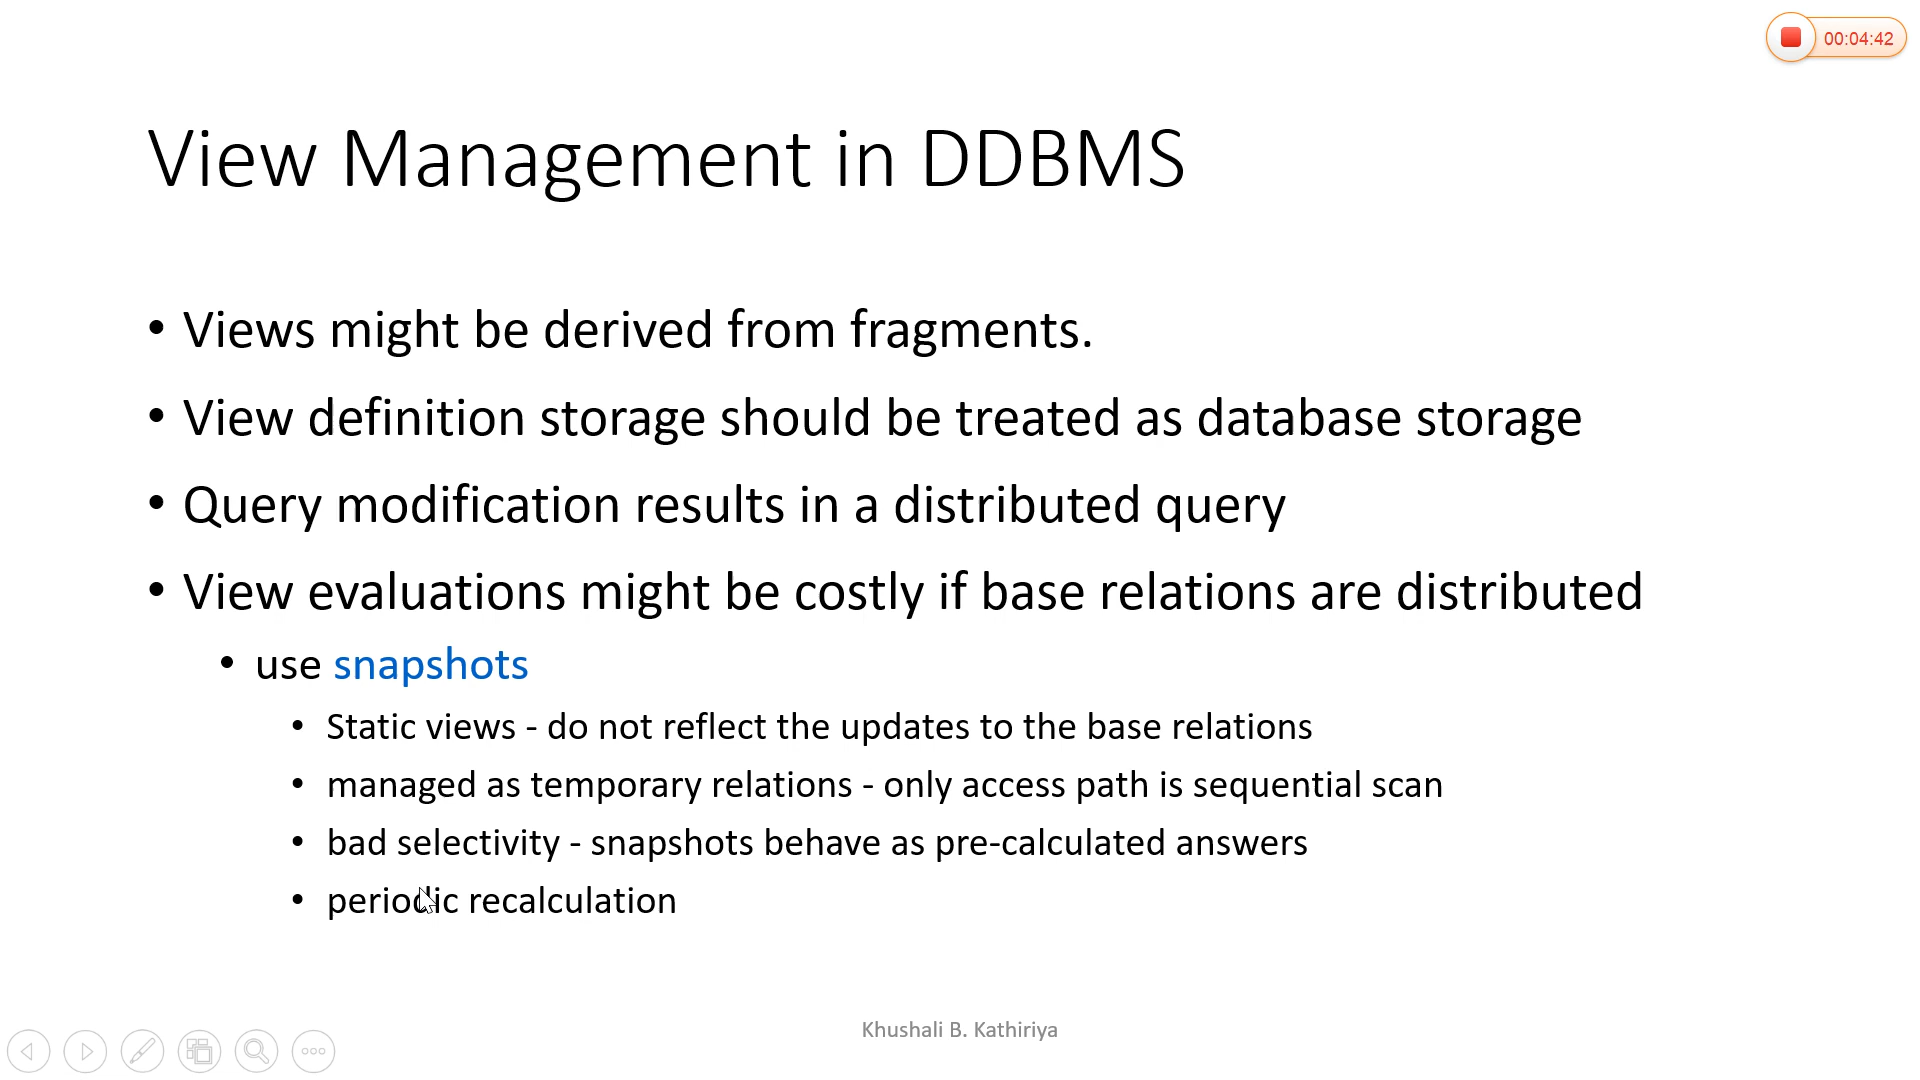 00:04:42
View Management in DDBMS
• Views might be derived from fragments.
• View definition storage should be treated as database storage
• Query modification results in a distributed query
• View evaluations might be costly if base relations are distributed
• use snapshots
• Static views - do not reflect the updates to the base relations
• managed as temporary relations - only access path is sequential scan
• bad selectivity - snapshots behave as pre-calculated answers
• periodic recalculation
Khushali B. Kathiriya